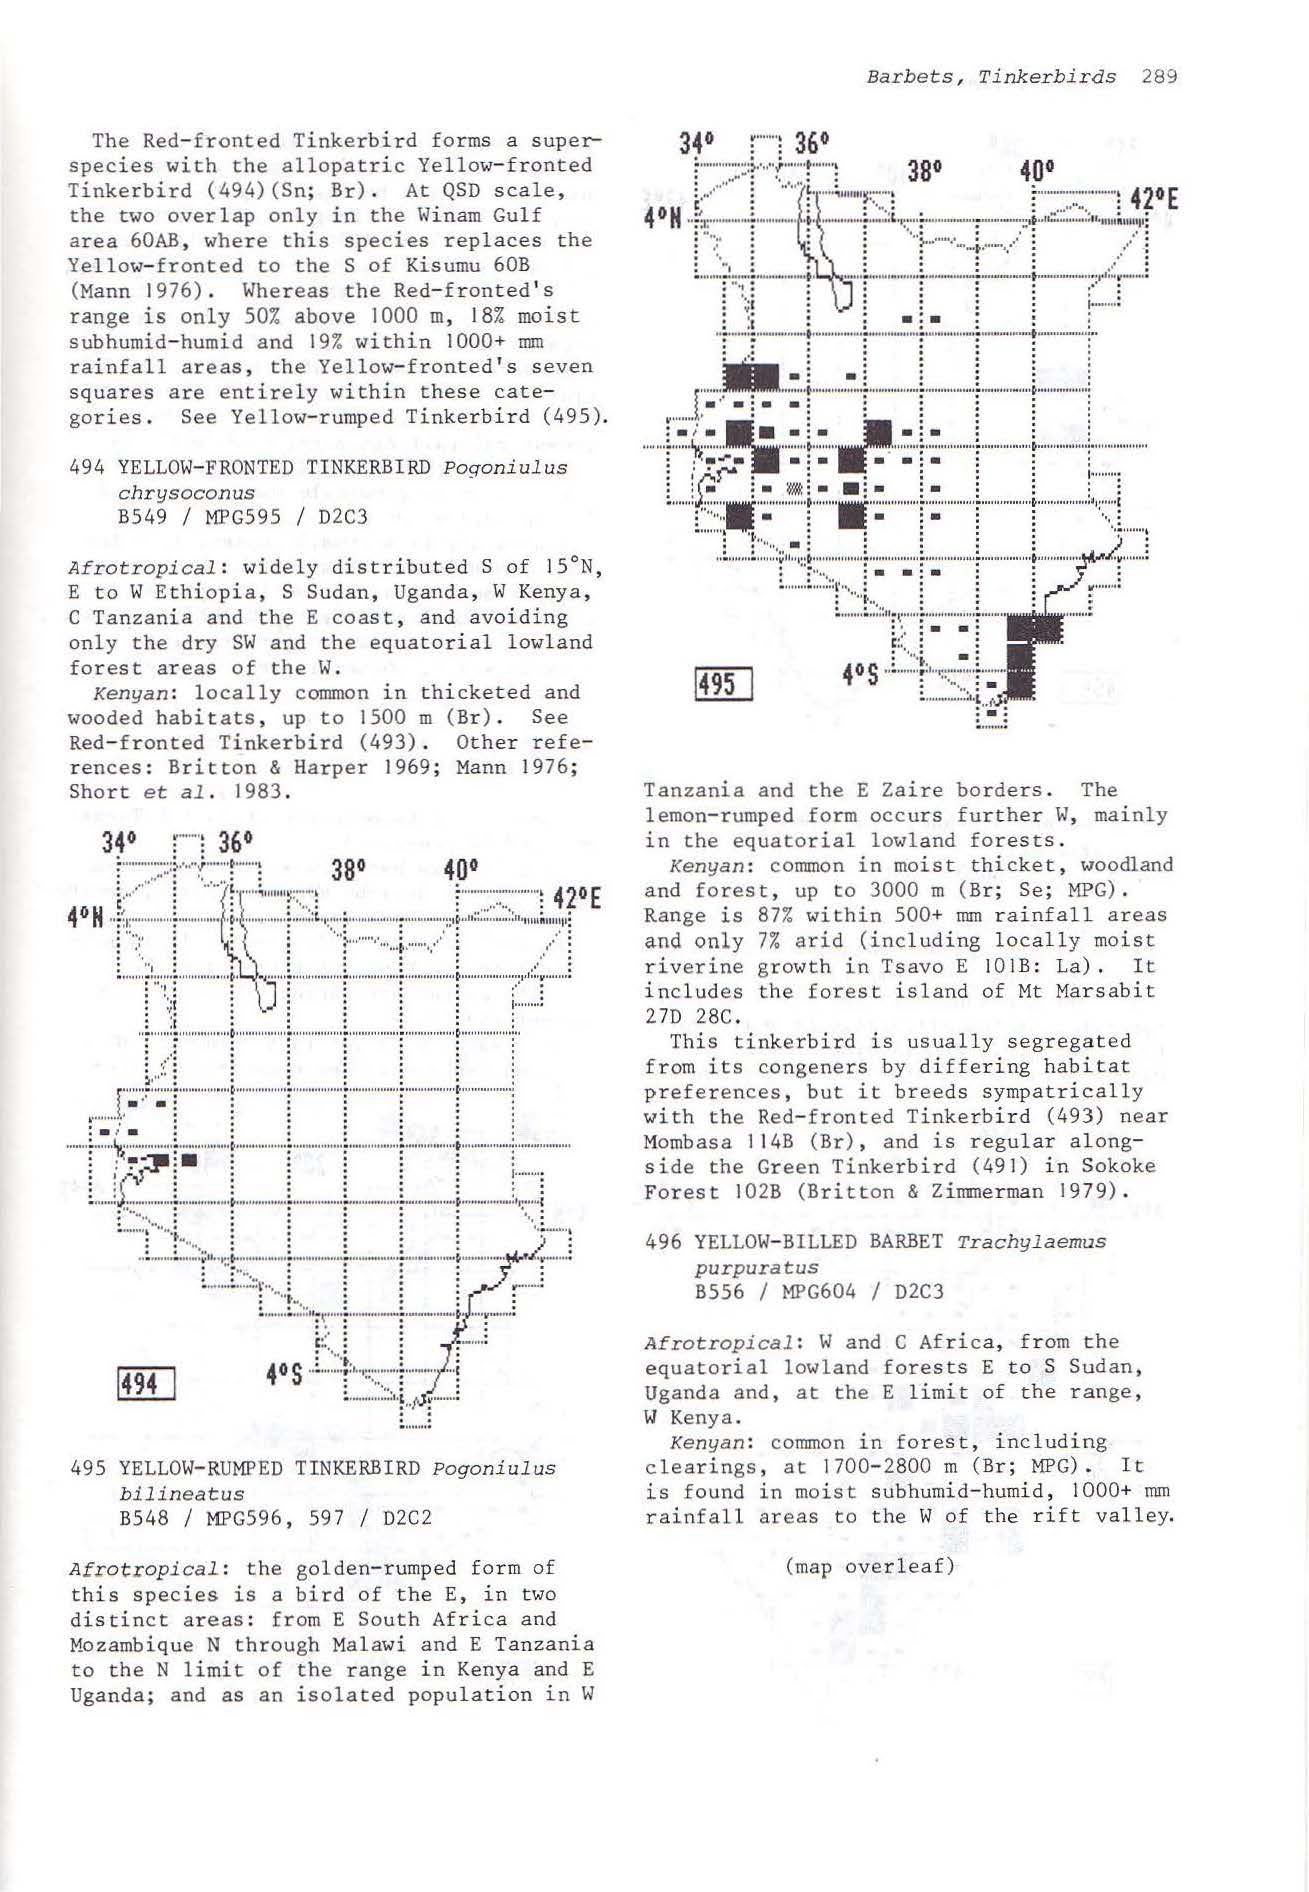 Barbets, Tinkerbirds 289
The Red-fronted Tinkerbird forms a super-
species with the allopatric Yellow-fronted
Tinkerbird (494)(Sn; Br). At QSD scale,
the two overlap only in the Winam Gulf
area 60AB, where this species replaces the
Yellow-fronted to the S of Kisumu 60B
(Mann 1976). Whereas the Red-fronted's
range is only 50% above 1000 m, 18% moist
subhumid-humid and 19% within 1000+ mm
rainfall areas, the Yellow-fronted's seven
squares are entirely within these cate-
gories. See Yellow-rumped Tinkerbird (495).
494 YELLOW-FRONTED TINKERBIRD Pogoniulus
chrysoconus
B549 / MPG595 / D2C3
Afrotropical: widely distributed S of 15°N,
E to W Ethiopia, S Sudan, Uganda, W Kenya,
C Tanzania and the E coast, and avoiding
only the dry SW and the equatorial lowland
forest areas of the W.
Kenyan: locally common in thicketed and
wooded habitats, up to 1500 m (Br). See
Red-fronted Tinkerbird (493). Other refe-
rences: Britton & Harper 1969; Mann 1976;
Short et al. 1983.
34° 36°
38° 40°
42°E
4°N
4°S
494
495 YELLOW-RUMPED TINKERBIRD Pogoniulus
bilineatus
B548 / MPG596, 597 / D2C2
Afrotropical: the golden-rumped form of
this species is a bird of the E, in two
distinct areas: from E South Africa and
Mozambique N through Malawi and E Tanzania
to the N limit of the range in Kenya and E
Uganda; and as an isolated population in W
34° 36°
38° 40°
42°E
4°N
4°S
495
Tanzania and the E Zaire borders. The
lemon-rumped form occurs further W, mainly
in the equatorial lowland forests.
Kenyan: common in moist thicket, woodland
and forest, up to 3000 m (Br; Se; MPG).
Range is 87% within 500+ mm rainfall areas
and only 7% arid (including locally moist
riverine growth in Tsavo E 101B: La). It
includes the forest island of Mt Marsabit
27D 28C.
This tinkerbird is usually segregated
from its congeners by differing habitat
preferences, but it breeds sympatrically
with the Red-fronted Tinkerbird (493) near
Mombasa 114B (Br), and is regular along-
side the Green Tinkerbird (491) in Sokoke
Forest 102B (Britton & Zimmerman 1979).
496 YELLOW-BILLED BARBET Trachylaemus
purpuratus
B556 / MPG604 / D2C3
Afrotropical: W and C Africa, from the
equatorial lowland forests E to S Sudan,
Uganda and, at the E limit of the range,
W Kenya.
Kenyan: common in forest, including
clearings, at 1700-2800 m (Br; MPG). It
is found in moist subhumid-humid, 1000+ mm
rainfall areas to the W of the rift valley.
(map overleaf)